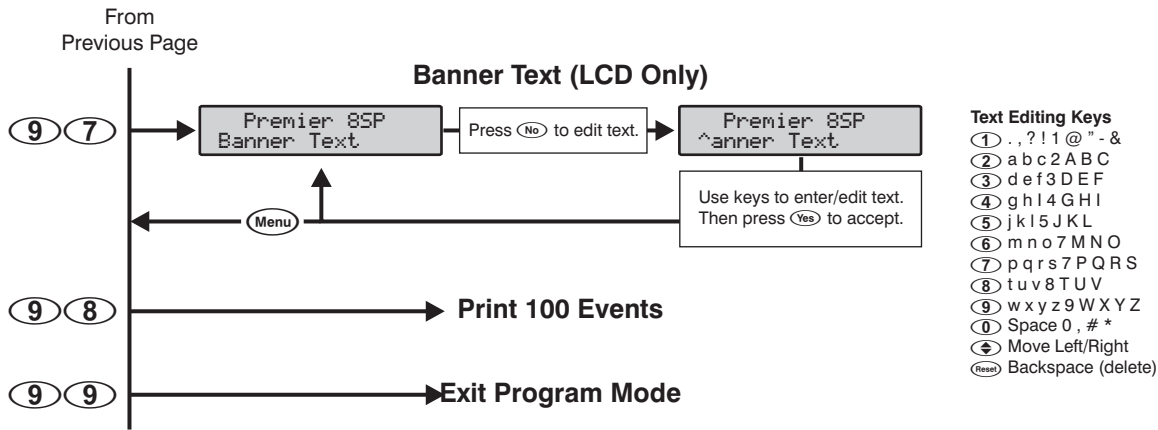 From
Previous Page
Banner Text (LCD Only)
9 7
Premier 8SP
Banner Text
Press No to edit text.
Premier 8SP
^anner Text
Use keys to enter/edit text.
Then press Yes to accept.
Menu
9 8
Print 100 Events
9 9
Exit Program Mode
Text Editing Keys
1 . , ? ! 1 @ " - &
2 a b c 2 A B C
3 d e f 3 D E F
4 g h I 4 G H I
5 j k l 5 J K L
6 m n o 7 M N O
7 p q r s 7 P Q R S
8 t u v 8 T U V
9 w x y z 9 W X Y Z
0 Space 0 , # *
Move Left/Right
Reset Backspace (delete)